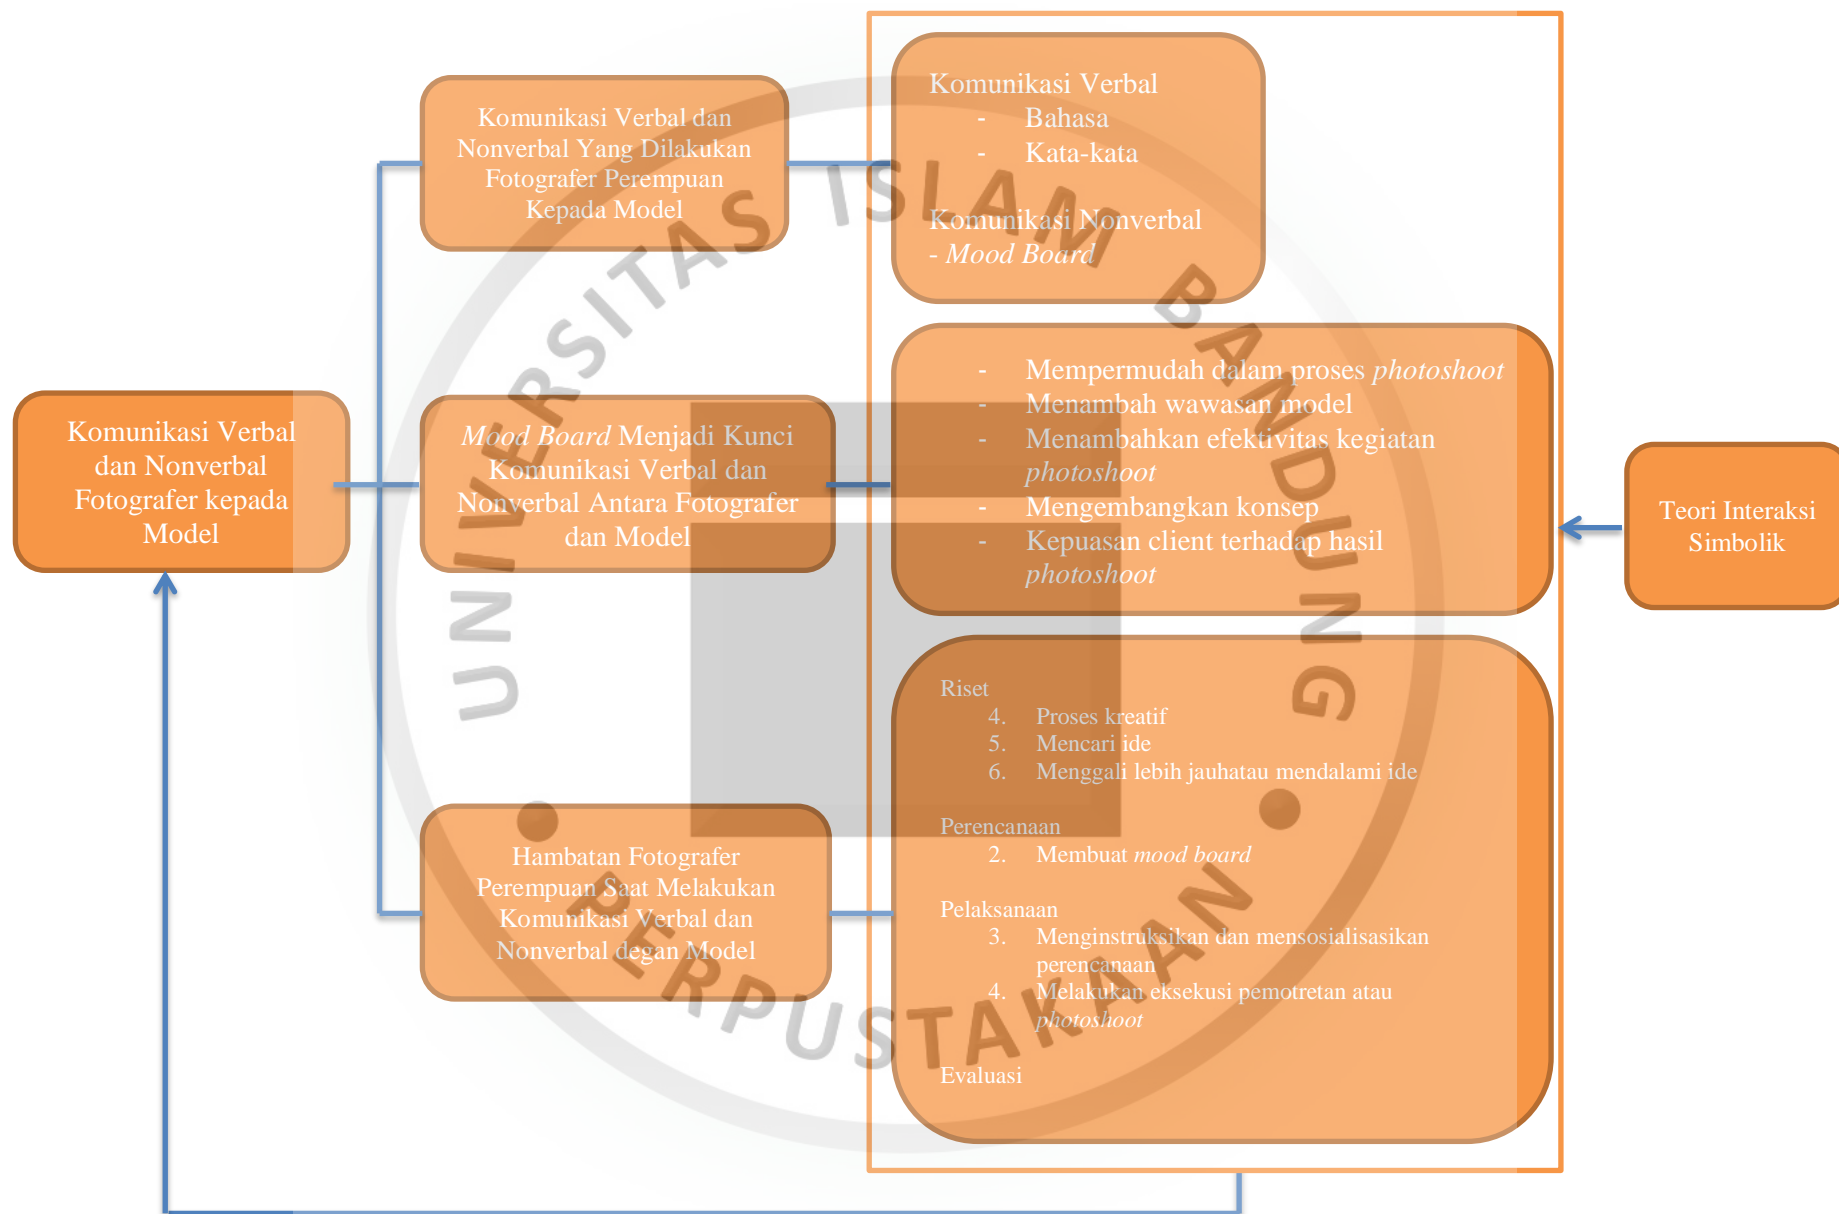 Komunikasi Verbal
dan Nonverbal
Fotografer kepada
Model
Komunikasi Verbal dan
Nonverbal Yang Dilakukan
Fotografer Perempuan
Kepada Model
Mood Board Menjadi Kunci
Komunikasi Verbal dan
Nonverbal Antara Fotografer
dan Model
Hambatan Fotografer
Perempuan Saat Melakukan
Komunikasi Verbal dan
Nonverbal degan Model
Komunikasi Verbal
- Bahasa
- Kata-kata
Komunikasi Nonverbal
- Mood Board
- Mempermudah dalam proses photoshoot
- Menambah wawasan model
- Menambahkan efektivitas kegiatan
photoshoot
- Mengembangkan konsep
- Kepuasan client terhadap hasil
photoshoot
Riset
4. Proses kreatif
5. Mencari ide
6. Menggali lebih jauhatau mendalami ide
Perencanaan
2. Membuat mood board
Pelaksanaan
3. Menginstruksikan dan mensosialisasikan
perencanaan
4. Melakukan eksekusi pemotretan atau
photoshoot
Evaluasi
Teori Interaksi
Simbolik
UNIVERSITAS ISLAM BANDUNG
• PERPUSTAKAAN •